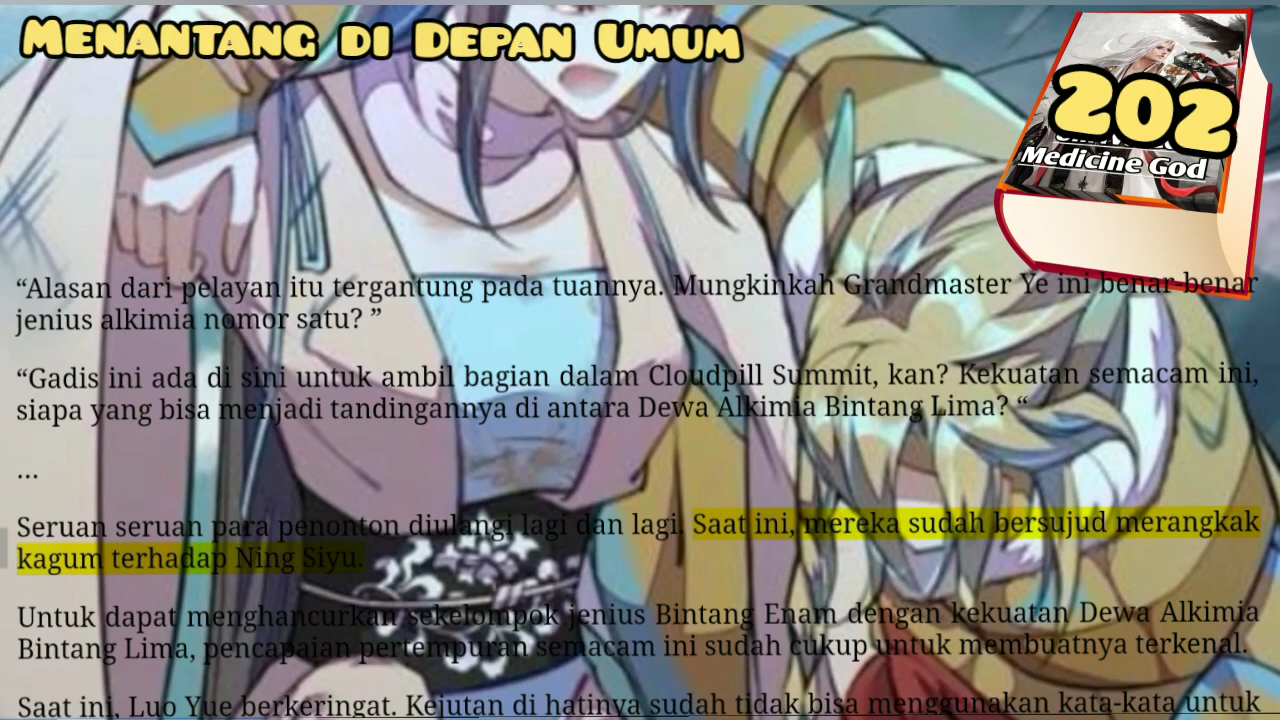 Menantang di Depan Umum
202
Medicine God
“Alasan dari pelayan itu tergantung pada tuannya. Mungkinkah Grandmaster Ye ini benar-benar
jenius alkimia nomor satu? ”
“Gadis ini ada di sini untuk ambil bagian dalam Cloudpill Summit, kan? Kekuatan semacam ini,
siapa yang bisa menjadi tandingannya di antara Dewa Alkimia Bintang Lima? “
...
Seruan seruan para penonton diulangi lagi dan lagi. Saat ini, mereka sudah bersujud merangkak
kagum terhadap Ning Siyu.
Untuk dapat menghancurkan sekelompok jenius Bintang Enam dengan kekuatan Dewa Alkimia
Bintang Lima, pencapaian pertempuran semacam ini sudah cukup untuk membuatnya terkenal.
Saat ini, Luo Yue berkeringat. Kejutan di hatinya sudah tidak bisa menggunakan kata-kata untuk